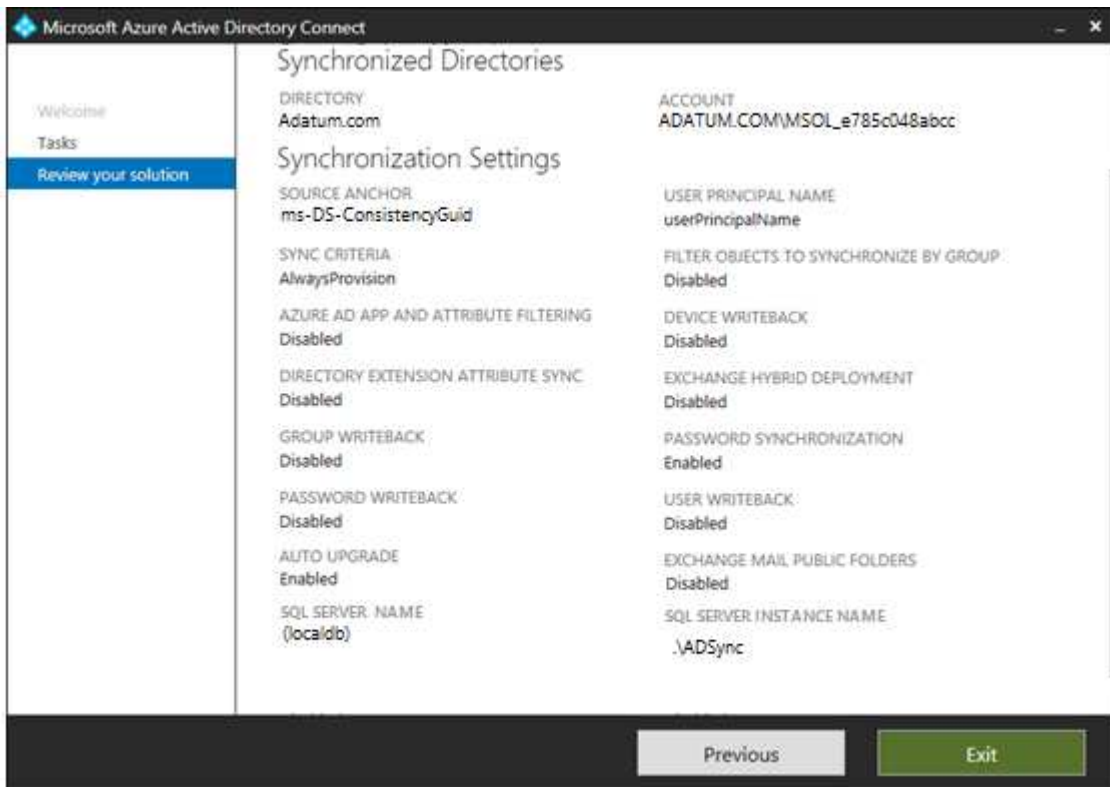 Microsoft Azure Active Directory Connect
Welcome
Tasks
Review your solution
Synchronized Directories
DIRECTORY
Adatum.com
ACCOUNT
ADATUM.COM\MSOL_e785c048abcc
Synchronization Settings
SOURCE ANCHOR
ms-DS-ConsistencyGuid
USER PRINCIPAL NAME
userPrincipalName
SYNC CRITERIA
AlwaysProvision
FILTER OBJECTS TO SYNCHRONIZE BY GROUP
Disabled
AZURE AD APP AND ATTRIBUTE FILTERING
Disabled
DEVICE WRITEBACK
Disabled
DIRECTORY EXTENSION ATTRIBUTE SYNC
Disabled
EXCHANGE HYBRID DEPLOYMENT
Disabled
GROUP WRITEBACK
Disabled
PASSWORD SYNCHRONIZATION
Enabled
PASSWORD WRITEBACK
Disabled
USER WRITEBACK
Disabled
AUTO UPGRADE
Enabled
EXCHANGE MAIL PUBLIC FOLDERS
Disabled
SQL SERVER NAME
(localdb)
SQL SERVER INSTANCE NAME
.\ADSync
Previous
Exit